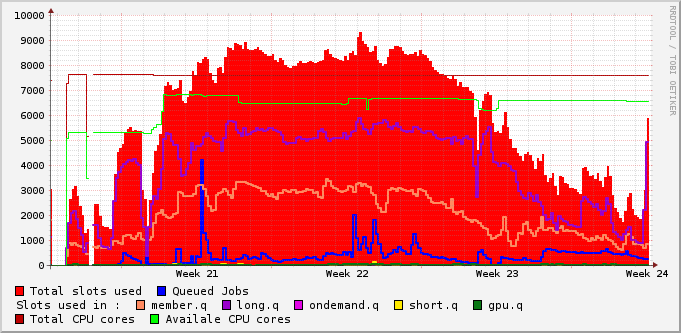 10000
9000
8000
7000
6000
5000
4000
3000
2000
1000
0
Week 21 Week 22 Week 23 Week 24
Total slots used Queued Jobs
Slots used in : member.q long.q ondemand.q short.q gpu.q
Total CPU cores Availale CPU cores
RRDTOOL / TOBI OETIKER